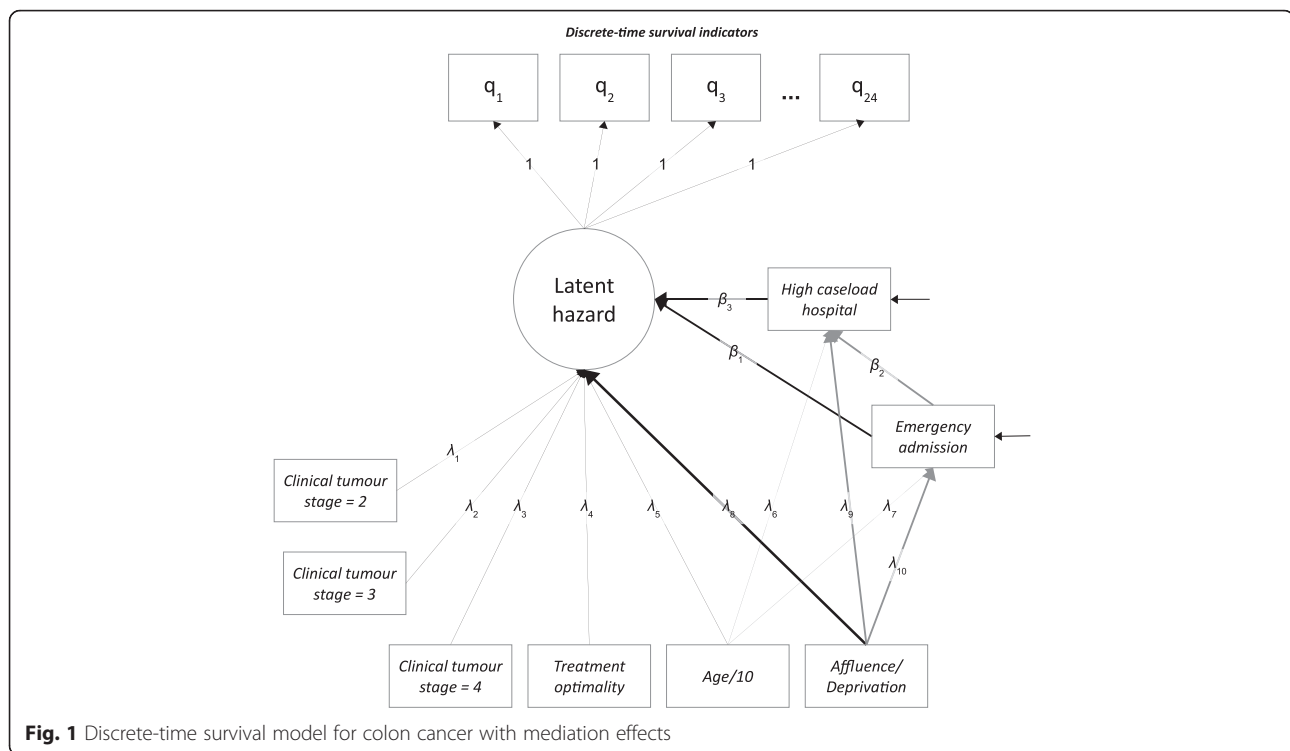 Discrete-time survival indicators
q1 q2 q3 ... q24
1 1 1 1
Latent
hazard
High caseload
hospital
β3
β1
β2
Emergency
admission
λ1
Clinical tumour
stage = 2
λ2 λ3 λ4 λ5 λ8 λ6 λ9 λ7
λ10
Clinical tumour
stage = 3
Clinical tumour
stage = 4
Treatment
optimality
Age/10
Affluence/
Deprivation
Fig. 1 Discrete-time survival model for colon cancer with mediation effects